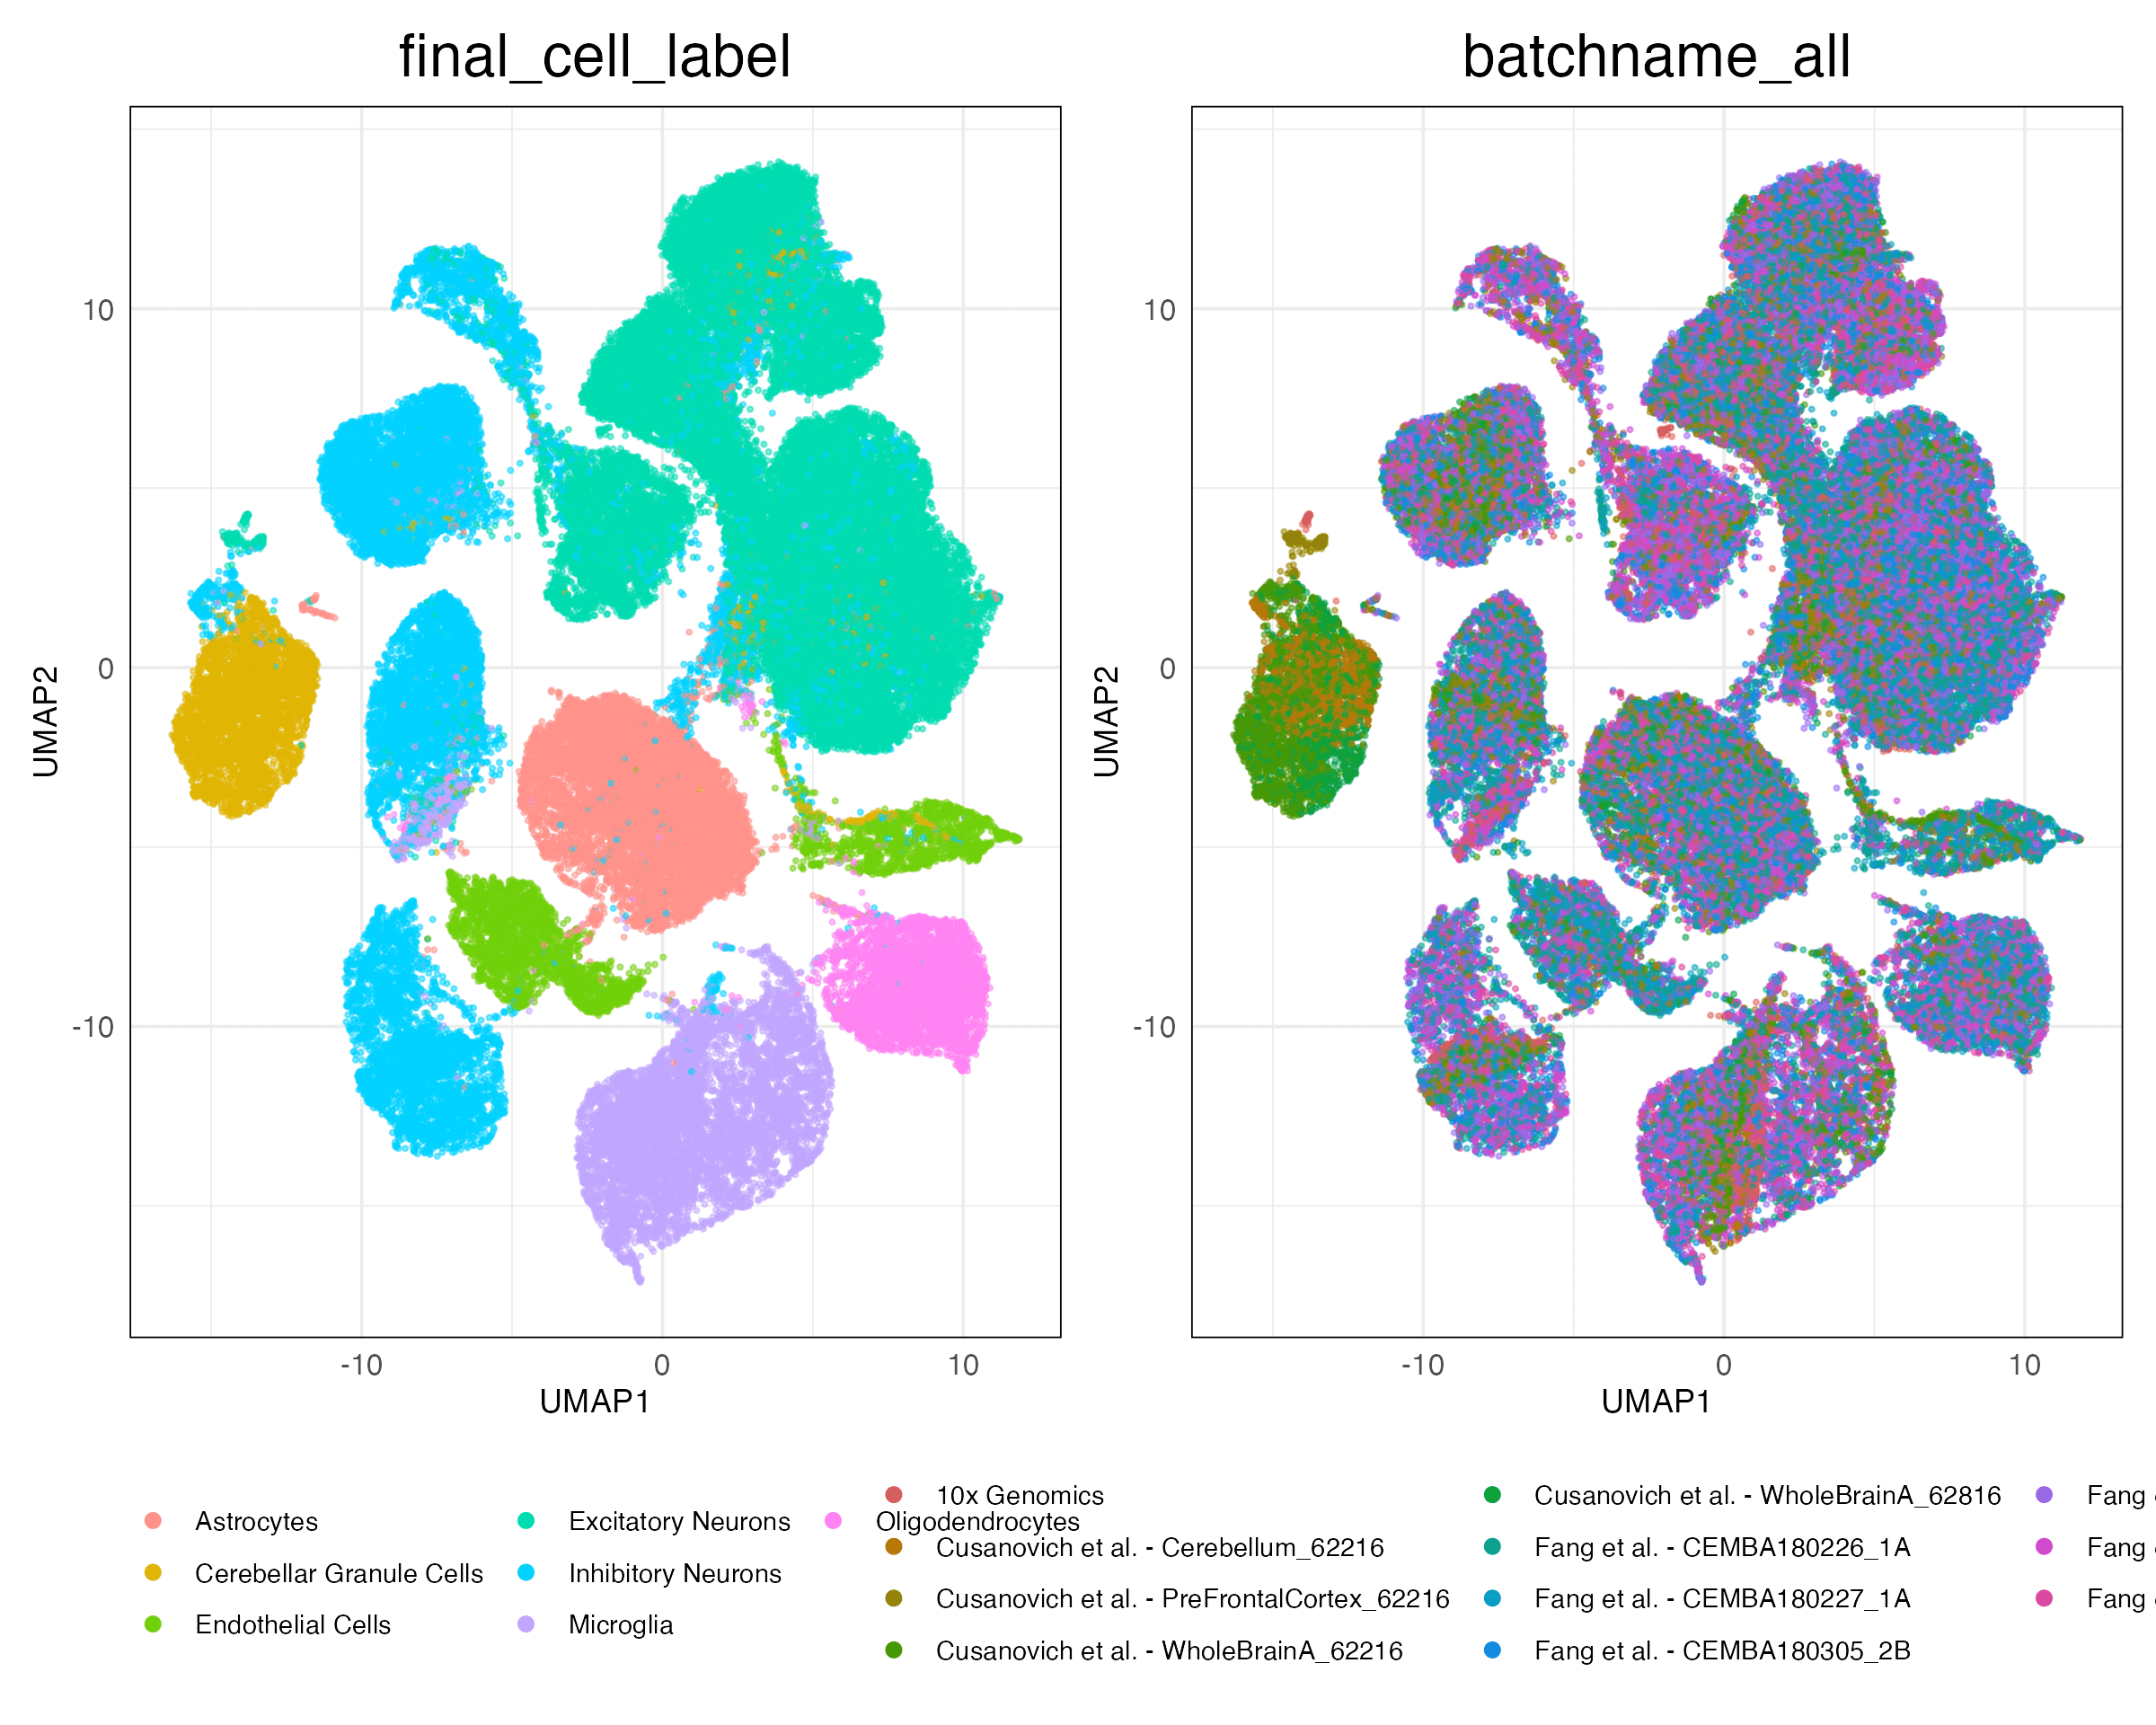 final_cell_label
batchname_all
UMAP2
10
0
-10
-10
0
10
UMAP1
UMAP2
10
0
-10
-10
0
10
UMAP1
Astrocytes
Cerebellar Granule Cells
Endothelial Cells
Excitatory Neurons
Inhibitory Neurons
Microglia
Oligodendrocytes
10x Genomics
Cusanovich et al. - Cerebellum_62216
Cusanovich et al. - PreFrontalCortex_62216
Cusanovich et al. - WholeBrainA_62216
Cusanovich et al. - WholeBrainA_62816
Fang et al. - CEMBA180226_1A
Fang et al. - CEMBA180227_1A
Fang et al. - CEMBA180305_2B
Fang
Fang
Fang